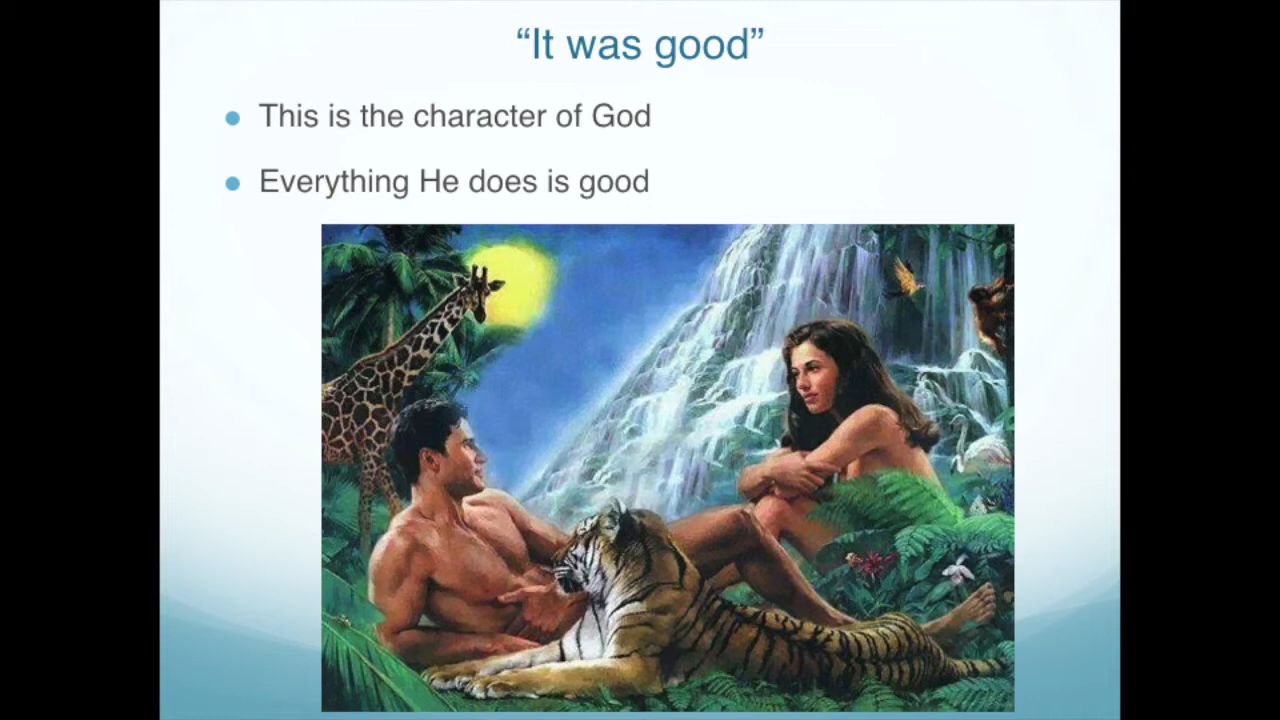 “It was good”
This is the character of God
Everything He does is good